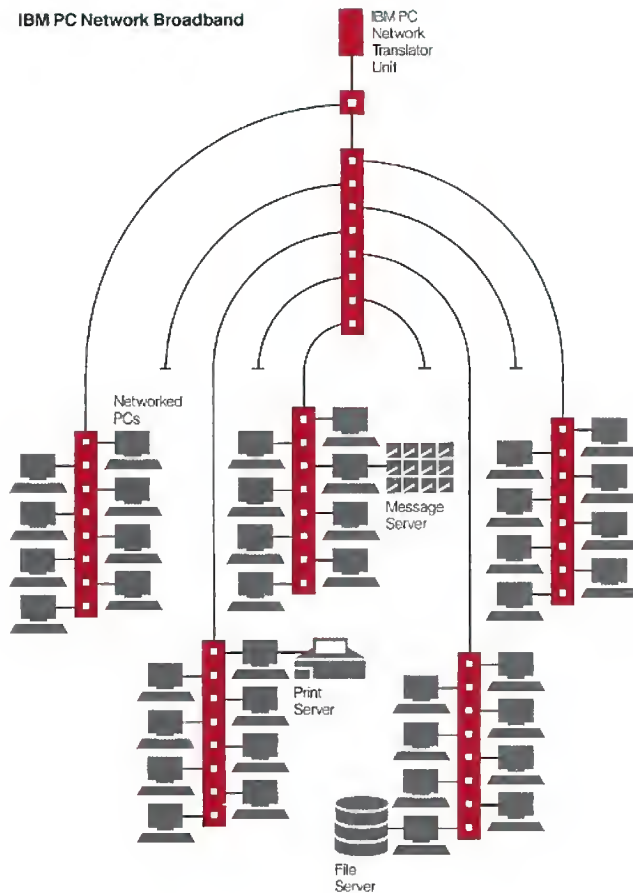 IBM PC Network Broadband
IBM PC
Network
Translator
Unit
Networked
PCs
Message
Server
Print
Server
File
Server